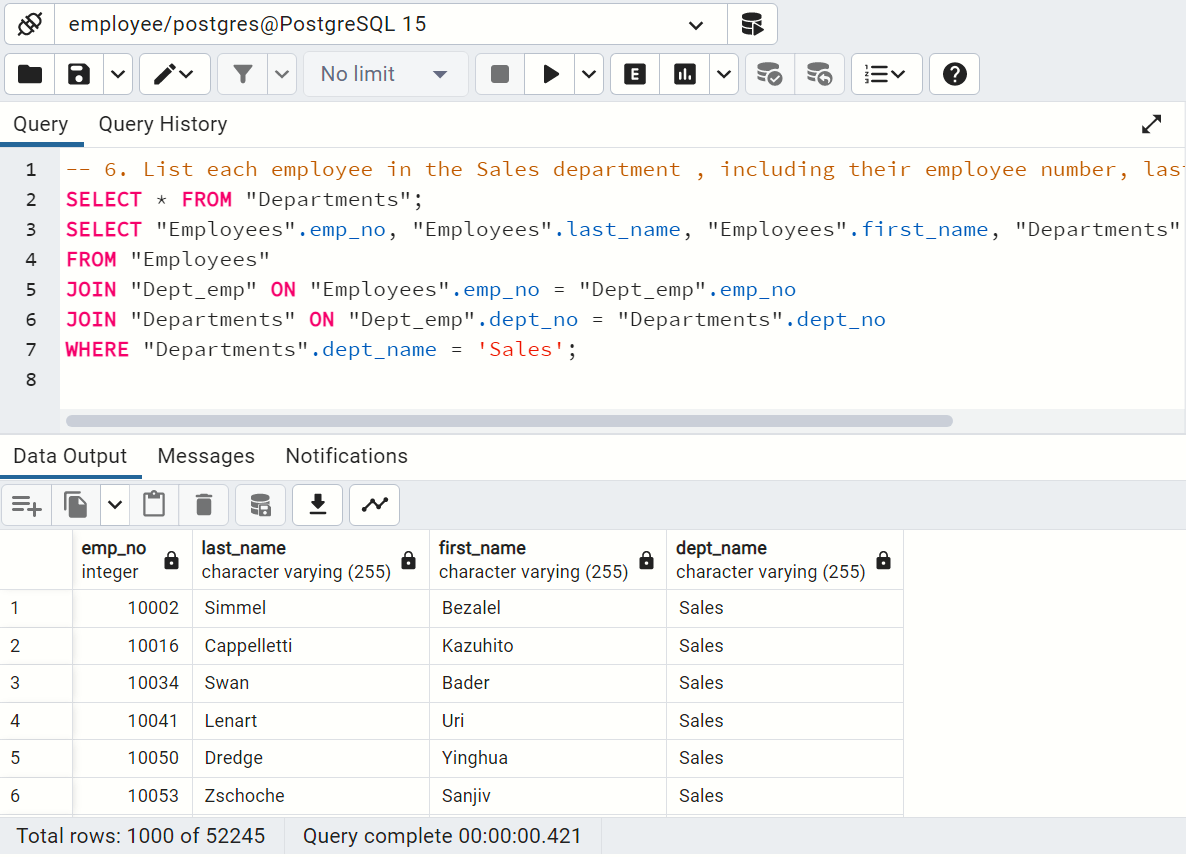 employee/postgres@PostgreSQL 15
No limit
E
Query Query History
1 -- 6. List each employee in the Sales department , including their employee number, las
2 SELECT * FROM "Departments";
3 SELECT "Employees".emp_no, "Employees".last_name, "Employees".first_name, "Departments"
4 FROM "Employees"
5 JOIN "Dept_emp" ON "Employees".emp_no = "Dept_emp".emp_no
6 JOIN "Departments" ON "Dept_emp".dept_no = "Departments".dept_no
7 WHERE "Departments".dept_name = 'Sales';
8
Data Output Messages Notifications
emp_no last_name first_name dept_name
integer character varying (255) character varying (255) character varying (255)
1 10002 Simmel Bezalel Sales
2 10016 Cappelletti Kazuhito Sales
3 10034 Swan Bader Sales
4 10041 Lenart Uri Sales
5 10050 Dredge Yinghua Sales
6 10053 Zschoche Sanjiv Sales
Total rows: 1000 of 52245 Query complete 00:00:00.421